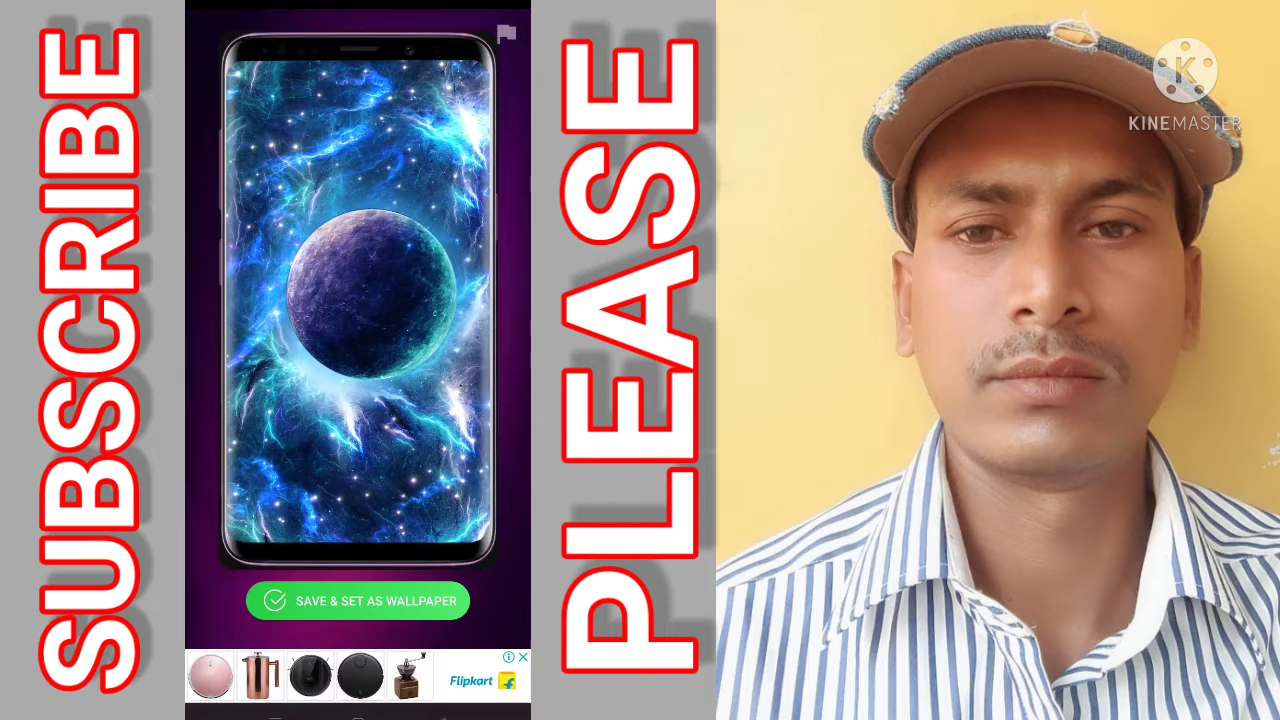 SUBSCRIBE
SAVE & SET AS WALLPAPER
Flipkart
PLEASE
K
KINEMASTER